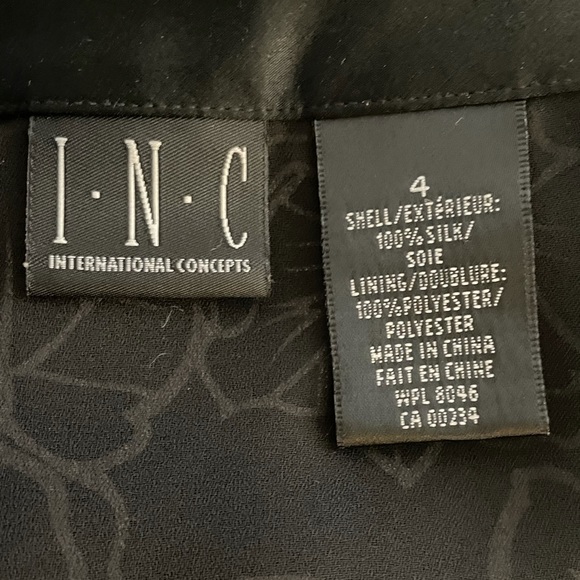 I·N·C
INTERNATIONAL CONCEPTS
4
SHELL/EXTÉRIEUR:
100% SILK/
SOIE
LINING/DOUBLURE:
100%POLYESTER/
POLYESTER
MADE IN CHINA
FAIT EN CHINE
WPL 8046
CA 00234